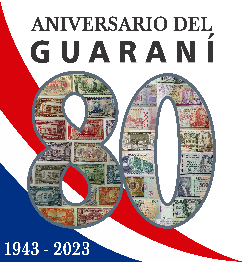 ANIVERSARIO DEL
GUARANÍ
80
1943 - 2023